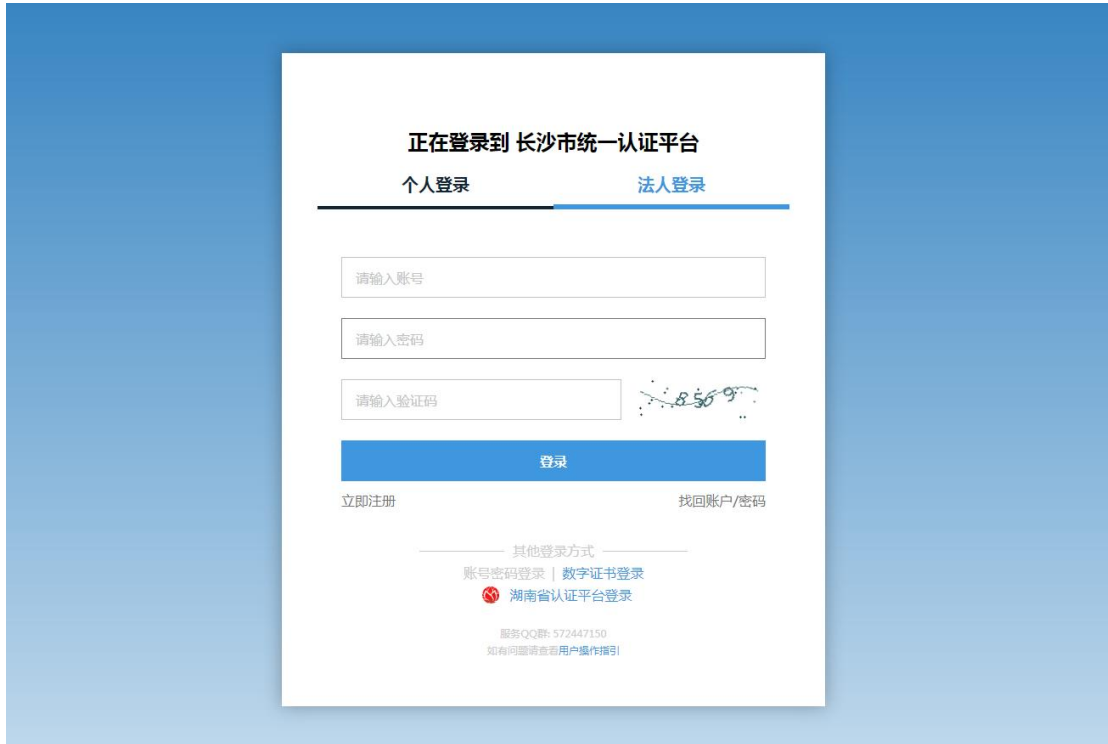 正在登录到 长沙市统一认证平台
个人登录 法人登录
请输入账号
请输入密码
请输入验证码 8569
登录
立即注册 找回账户/密码
其他登录方式
账号密码登录 | 数字证书登录
湖南省认证平台登录
服务QQ群: 572447150
如有问题请查看用户操作指引